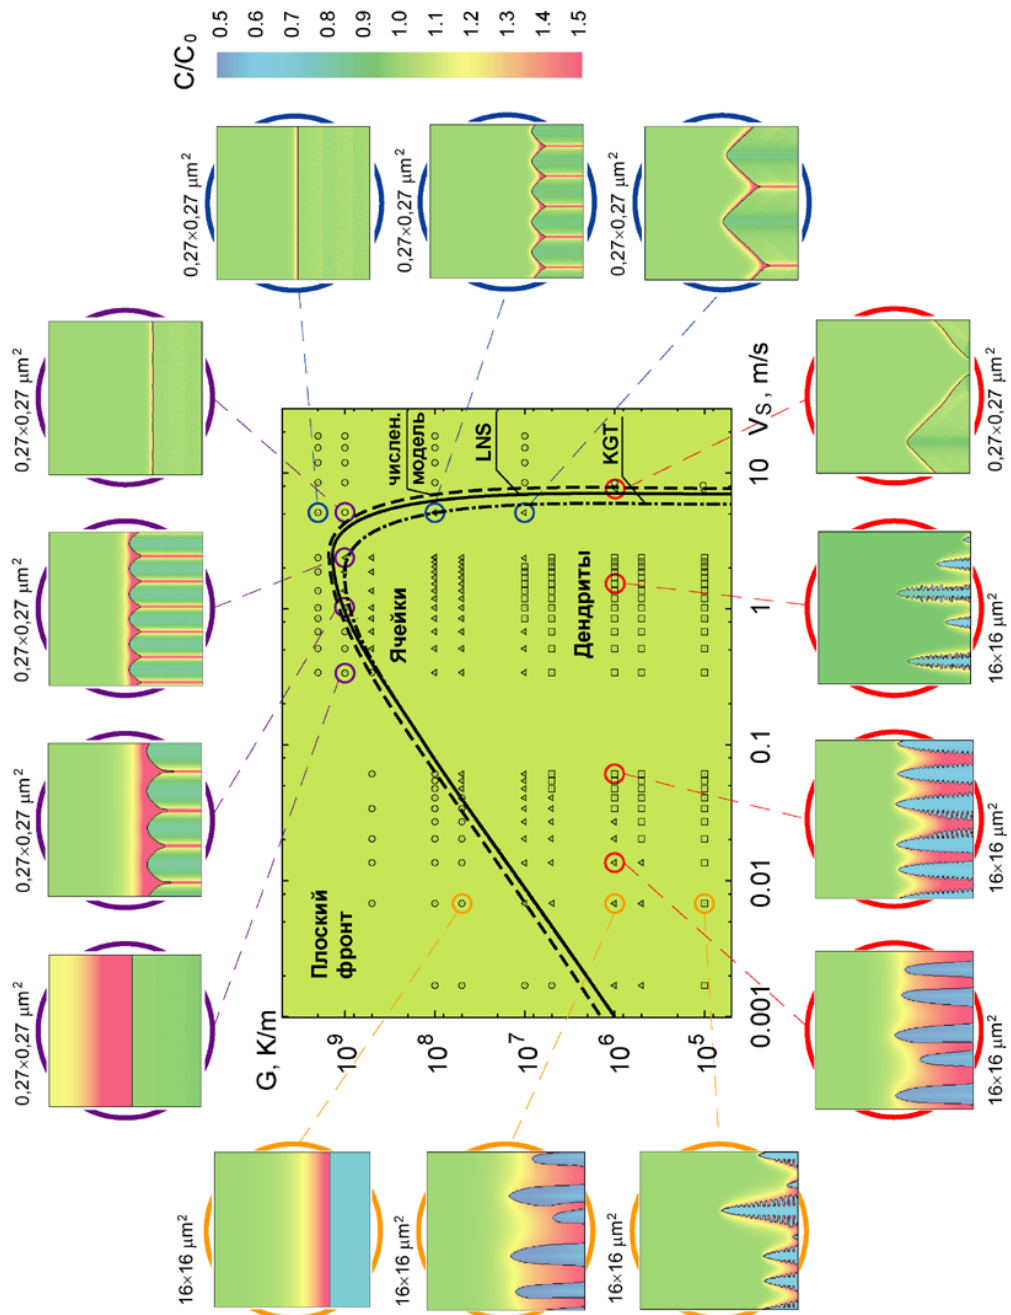 0,27×0,27 μm²
0,27×0,27 μm²
0,27×0,27 μm²
0,27×0,27 μm²
C/C₀
0.5
0.6
0.7
0.8
0.9
1.0
1.1
1.2
1.3
1.4
1.5
16×16 μm²
16×16 μm²
16×16 μm²
0,27×0,27 μm²
0,27×0,27 μm²
0,27×0,27 μm²
G, K/m
10⁹
10⁸
10⁷
10⁶
10⁵
Плоский
фронт
Ячейки
Дендриты
числен.
модель
LNS
KGT
0.001
0.01
0.1
1
10
V_S, m/s
16×16 μm²
16×16 μm²
16×16 μm²
0,27×0,27 μm²